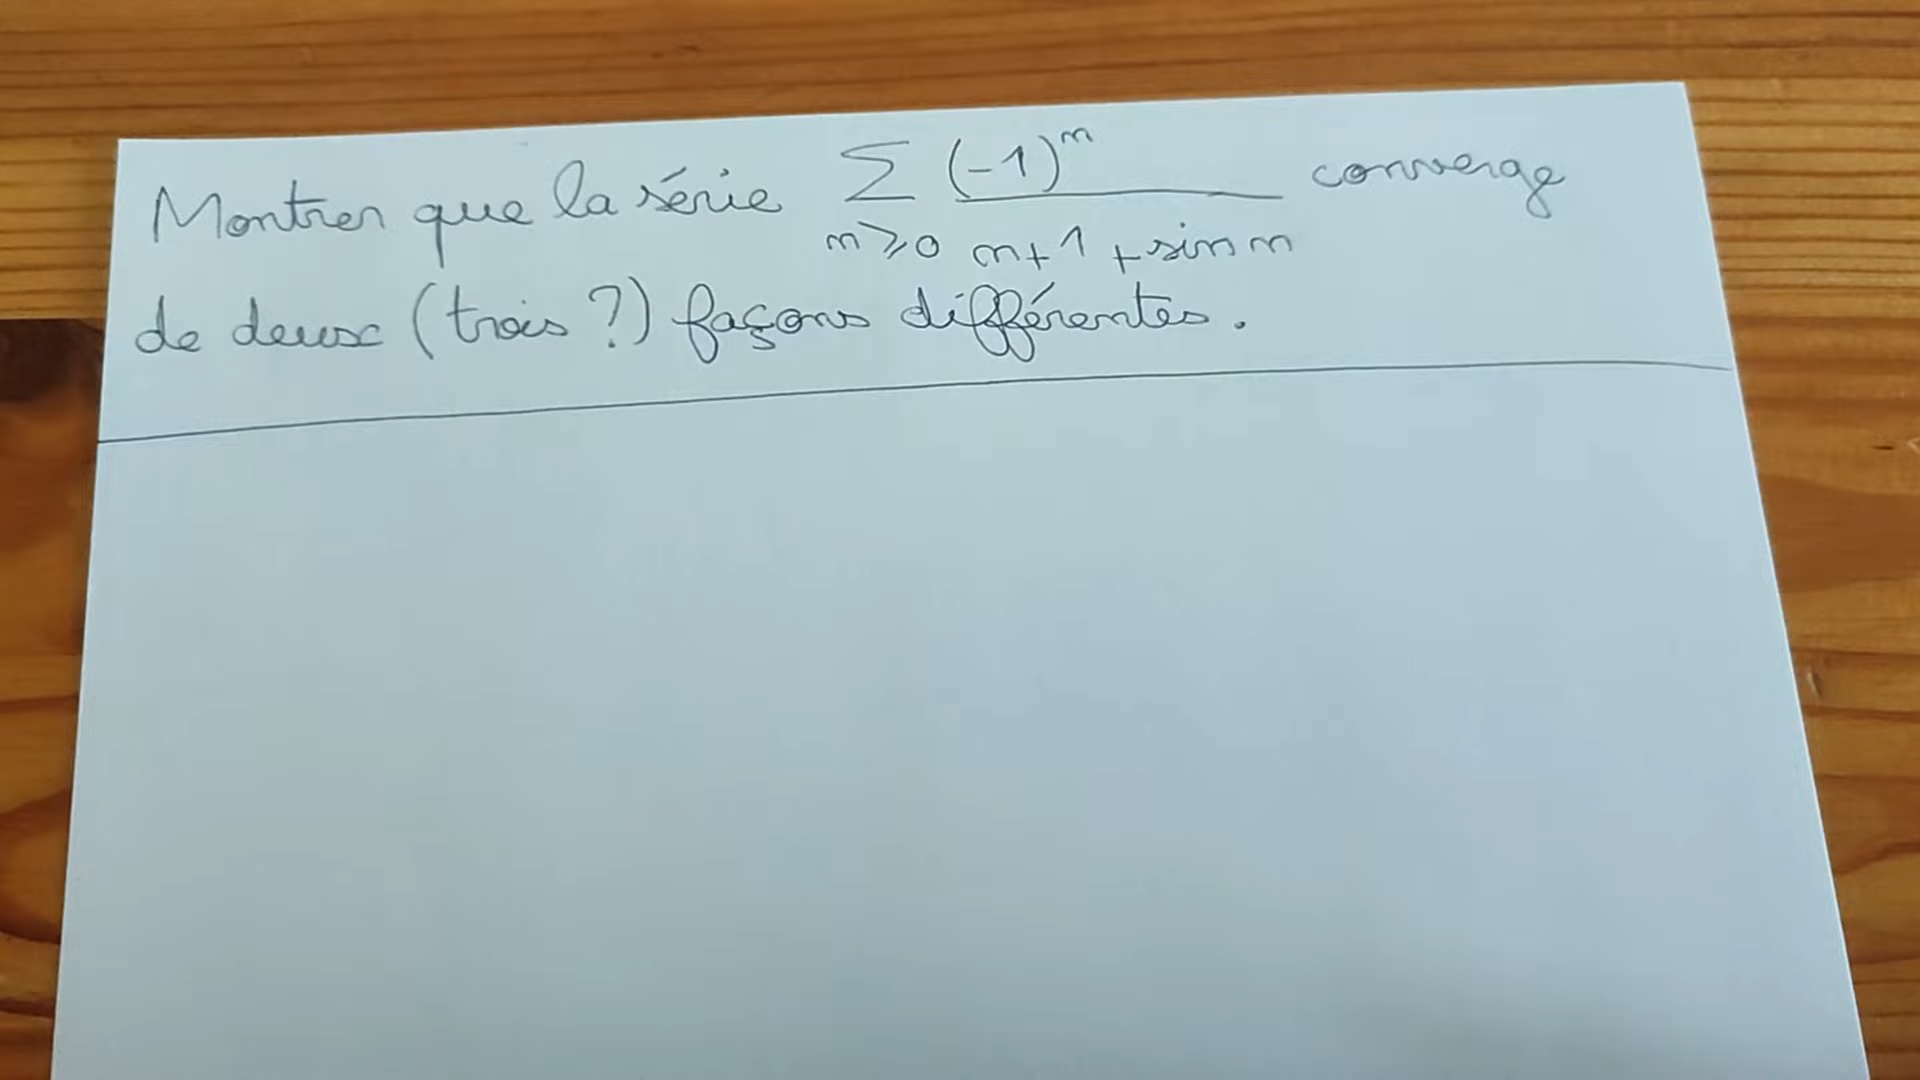 Montrer que la série ∑_{n≥0} (-1)^n / (n+1+sin n) converge
de deux (trois ?) façons différentes.